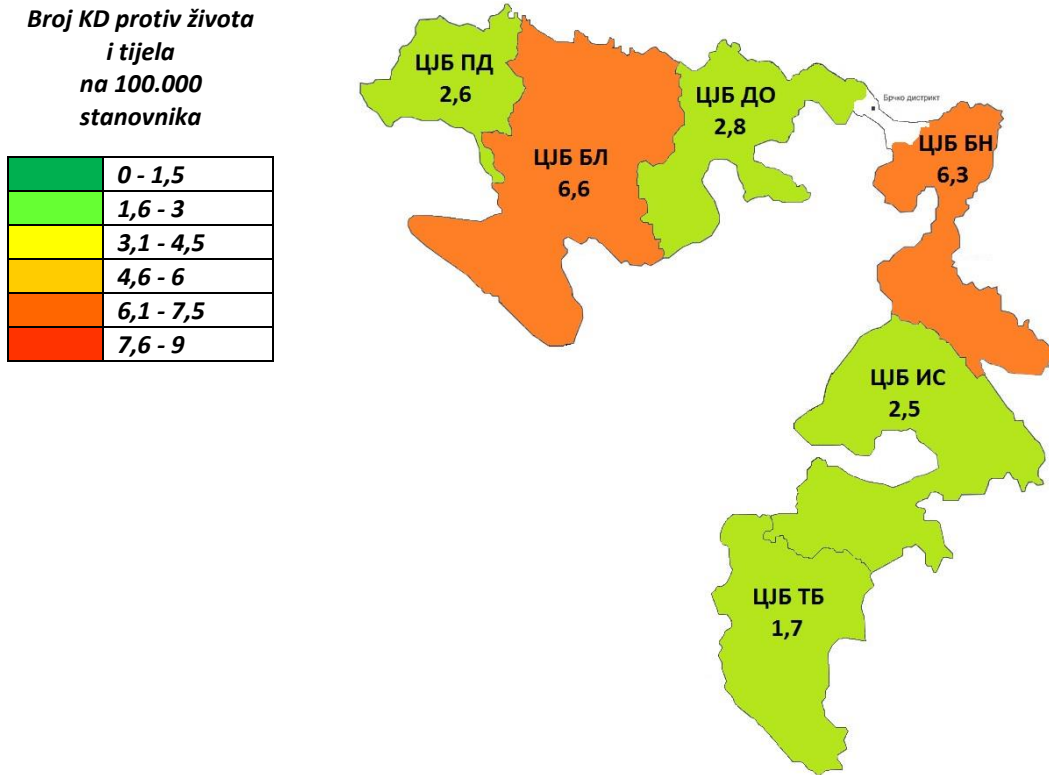 Broj KD protiv života
i tijela
na 100.000
stanovnika
0 - 1,5
1,6 - 3
3,1 - 4,5
4,6 - 6
6,1 - 7,5
7,6 - 9
ЦЈБ ПД
2,6
ЦЈБ БЛ
6,6
ЦЈБ ДО
2,8
Брчко дистрикт
ЦЈБ БН
6,3
ЦЈБ ИС
2,5
ЦЈБ ТБ
1,7